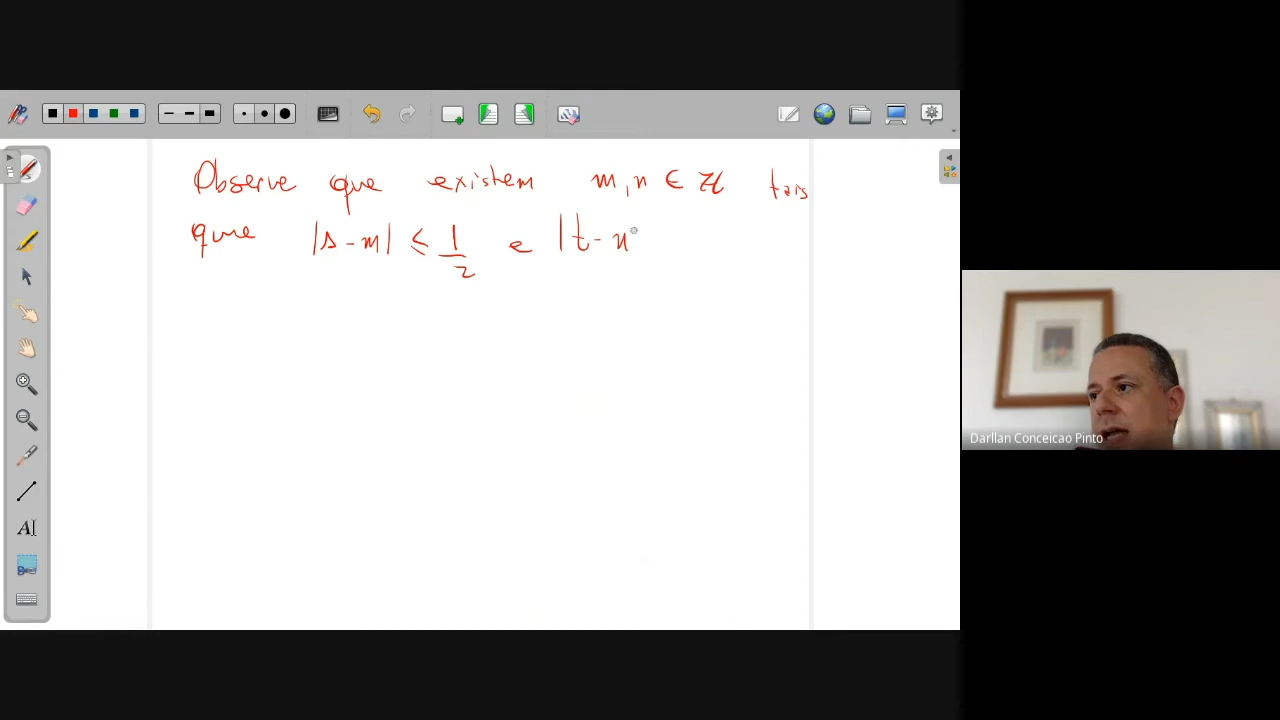 Observe que existem m, n ∈ ℤ tais
que |s - m| ≤ 1/2 e |t - n
Darllan Conceicao Pinto